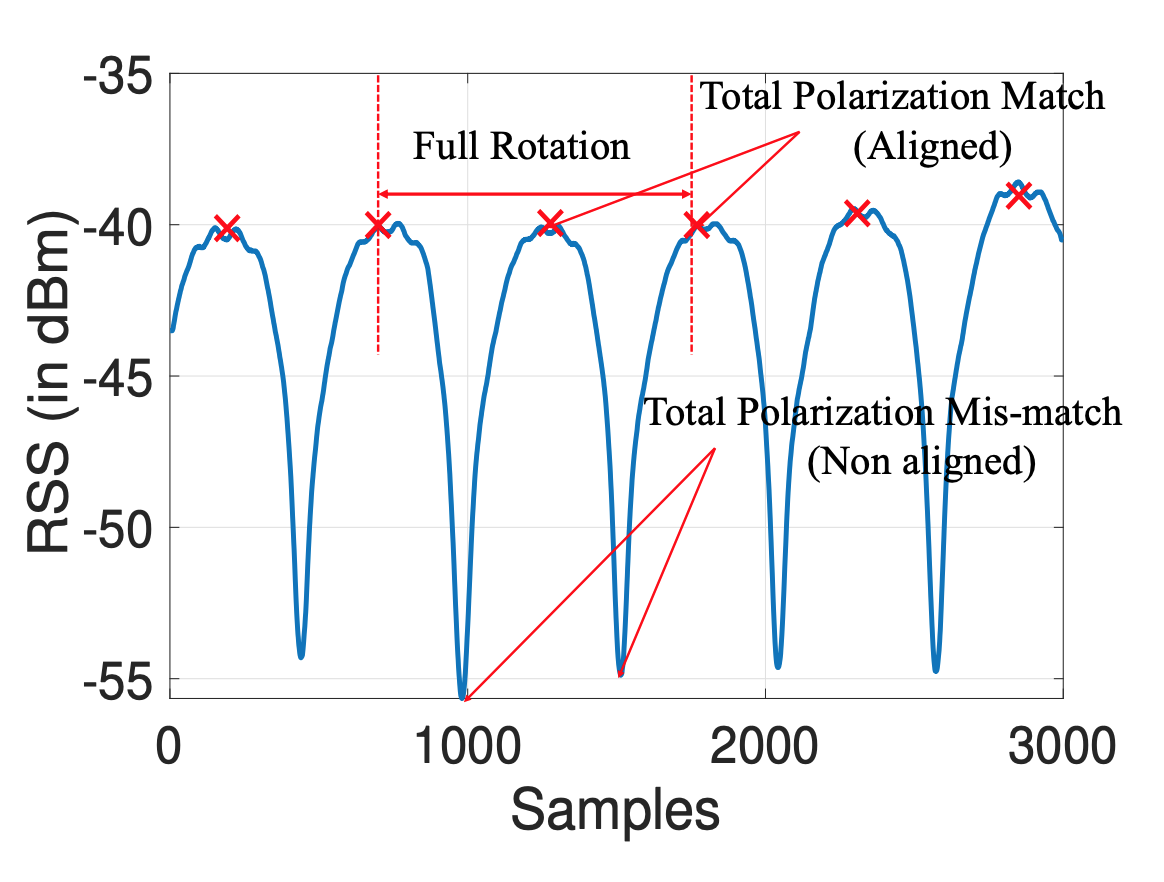 -35
Total Polarization Match
(Aligned)
Full Rotation
-40
-45
Total Polarization Mis-match
(Non aligned)
-50
-55
RSS (in dBm)
0
1000
2000
3000
Samples